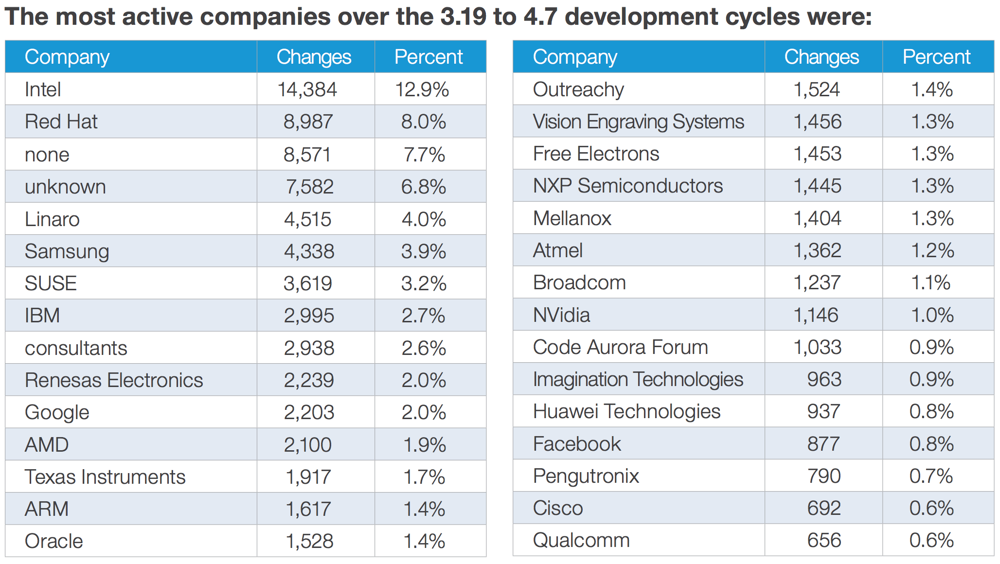 The most active companies over the 3.19 to 4.7 development cycles were:
Company Changes Percent
Intel 14,384 12.9%
Red Hat 8,987 8.0%
none 8,571 7.7%
unknown 7,582 6.8%
Linaro 4,515 4.0%
Samsung 4,338 3.9%
SUSE 3,619 3.2%
IBM 2,995 2.7%
consultants 2,938 2.6%
Renesas Electronics 2,239 2.0%
Google 2,203 2.0%
AMD 2,100 1.9%
Texas Instruments 1,917 1.7%
ARM 1,617 1.4%
Oracle 1,528 1.4%
Company Changes Percent
Outreachy 1,524 1.4%
Vision Engraving Systems 1,456 1.3%
Free Electrons 1,453 1.3%
NXP Semiconductors 1,445 1.3%
Mellanox 1,404 1.3%
Atmel 1,362 1.2%
Broadcom 1,237 1.1%
NVidia 1,146 1.0%
Code Aurora Forum 1,033 0.9%
Imagination Technologies 963 0.9%
Huawei Technologies 937 0.8%
Facebook 877 0.8%
Pengutronix 790 0.7%
Cisco 692 0.6%
Qualcomm 656 0.6%